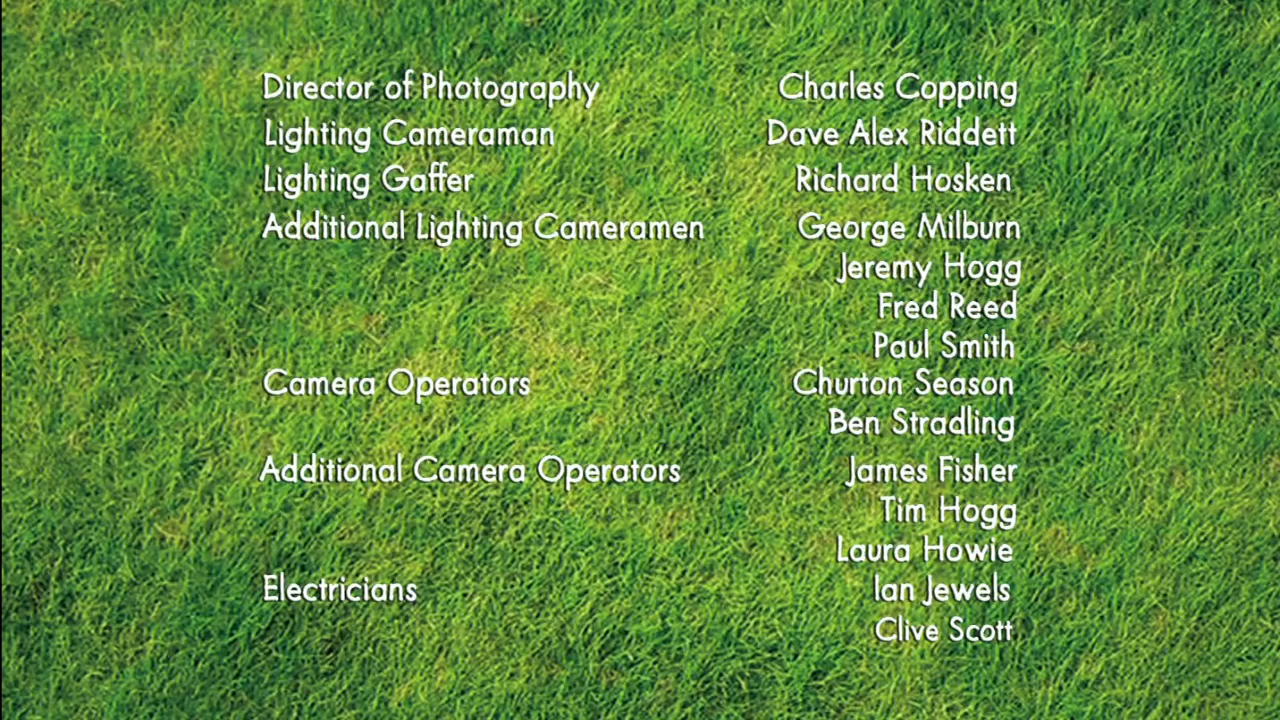 Director of Photography Charles Copping
Lighting Cameraman Dave Alex Riddett
Lighting Gaffer Richard Hosken
Additional Lighting Cameramen George Milburn
Jeremy Hogg
Fred Reed
Paul Smith
Camera Operators Churton Season
Ben Stradling
Additional Camera Operators James Fisher
Tim Hogg
Laura Howie
Electricians Ian Jewels
Clive Scott